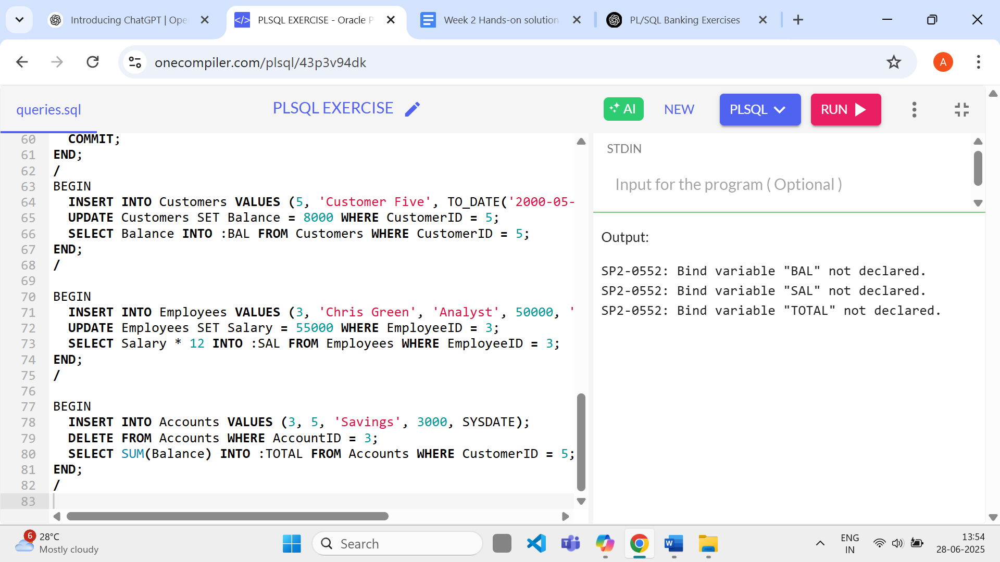 Introducing ChatGPT | Ope
PLSQL EXERCISE - Oracle P
Week 2 Hands-on solution
PL/SQL Banking Exercises
onecompiler.com/plsql/43p3v94dk
A
queries.sql
PLSQL EXERCISE
AI
NEW
PLSQL
RUN
60 COMMIT;
61 END;
62 /
63 BEGIN
64 INSERT INTO Customers VALUES (5, 'Customer Five', TO_DATE('2000-05-
65 UPDATE Customers SET Balance = 8000 WHERE CustomerID = 5;
66 SELECT Balance INTO :BAL FROM Customers WHERE CustomerID = 5;
67 END;
68 /
69
70 BEGIN
71 INSERT INTO Employees VALUES (3, 'Chris Green', 'Analyst', 50000, '
72 UPDATE Employees SET Salary = 55000 WHERE EmployeeID = 3;
73 SELECT Salary * 12 INTO :SAL FROM Employees WHERE EmployeeID = 3;
74 END;
75 /
76
77 BEGIN
78 INSERT INTO Accounts VALUES (3, 5, 'Savings', 3000, SYSDATE);
79 DELETE FROM Accounts WHERE AccountID = 3;
80 SELECT SUM(Balance) INTO :TOTAL FROM Accounts WHERE CustomerID = 5;
81 END;
82 /
83
STDIN
Input for the program ( Optional )
Output:
SP2-0552: Bind variable "BAL" not declared.
SP2-0552: Bind variable "SAL" not declared.
SP2-0552: Bind variable "TOTAL" not declared.
6
28°C
Mostly cloudy
Search
ENG
IN
13:54
28-06-2025